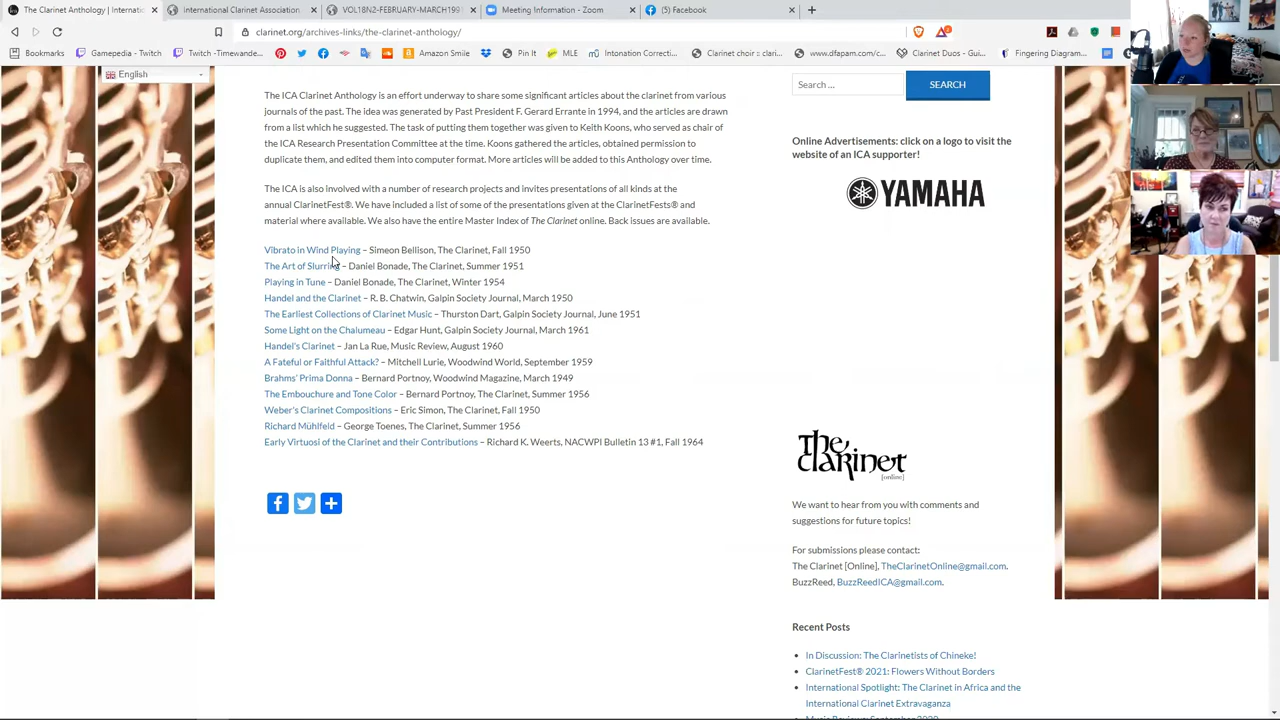 The Clarinet Anthology | Internati
International Clarinet Association
VOL18N2-FEBRUARY-MARCH1991
Meeting Information - Zoom
(5) Facebook
clarinet.org/archives-links/the-clarinet-anthology/
Bookmarks
Gamepedia - Twitch
Twitch -Timewande...
Amazon Smile
Pin It
MLE
Intonation Correcti...
Clarinet choir :: clari...
www.dfapam.com/c...
Clarinet Duos - Gui...
Fingering Diagram...
English
The ICA Clarinet Anthology is an effort underway to share some significant articles about the clarinet from various
journals of the past. The idea was generated by Past President F. Gerard Errante in 1994, and the articles are drawn
from a list which he suggested. The task of putting them together was given to Keith Koons, who served as chair of
the ICA Research Presentation Committee at the time. Koons gathered the articles, obtained permission to
duplicate them, and edited them into computer format. More articles will be added to this Anthology over time.
The ICA is also involved with a number of research projects and invites presentations of all kinds at the
annual ClarinetFest®. We have included a list of some of the presentations given at the ClarinetFests® and
material where available. We also have the entire Master Index of The Clarinet online. Back issues are available.
Vibrato in Wind Playing – Simeon Bellison, The Clarinet, Fall 1950
The Art of Slurring – Daniel Bonade, The Clarinet, Summer 1951
Playing in Tune – Daniel Bonade, The Clarinet, Winter 1954
Handel and the Clarinet – R. B. Chatwin, Galpin Society Journal, March 1950
The Earliest Collections of Clarinet Music – Thurston Dart, Galpin Society Journal, June 1951
Some Light on the Chalumeau – Edgar Hunt, Galpin Society Journal, March 1961
Handel's Clarinet – Jan La Rue, Music Review, August 1960
A Fateful or Faithful Attack? – Mitchell Lurie, Woodwind World, September 1959
Brahms' Prima Donna – Bernard Portnoy, Woodwind Magazine, March 1949
The Embouchure and Tone Color – Bernard Portnoy, The Clarinet, Summer 1956
Weber's Clarinet Compositions – Eric Simon, The Clarinet, Fall 1950
Richard Mühlfeld – George Toenes, The Clarinet, Summer 1956
Early Virtuosi of the Clarinet and their Contributions – Richard K. Weerts, NACWPI Bulletin 13 #1, Fall 1964
Search ...
SEARCH
Online Advertisements: click on a logo to visit the
website of an ICA supporter!
YAMAHA
the clarinet
[online]
We want to hear from you with comments and
suggestions for future topics!
For submissions please contact:
The Clarinet [Online], TheClarinetOnline@gmail.com.
BuzzReed, BuzzReedICA@gmail.com.
Recent Posts
In Discussion: The Clarinetists of Chineke!
ClarinetFest® 2021: Flowers Without Borders
International Spotlight: The Clarinet in Africa and the
International Clarinet Extravaganza
Music Reviews: September 2020